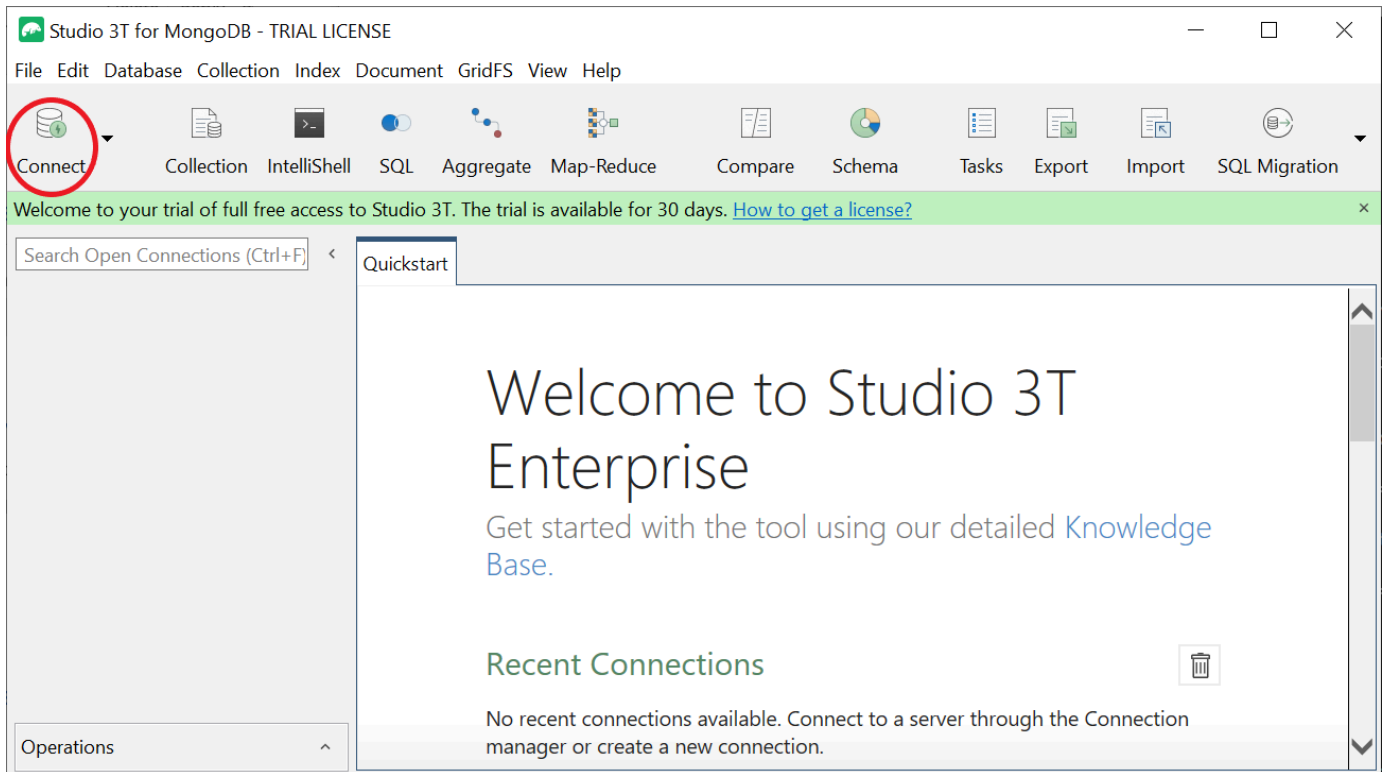 Studio 3T for MongoDB - TRIAL LICENSE
File Edit Database Collection Index Document GridFS View Help
Connect Collection IntelliShell SQL Aggregate Map-Reduce Compare Schema Tasks Export Import SQL Migration
Welcome to your trial of full free access to Studio 3T. The trial is available for 30 days. How to get a license?
Search Open Connections (Ctrl+F)
Quickstart
Welcome to Studio 3T
Enterprise
Get started with the tool using our detailed Knowledge
Base.
Recent Connections
No recent connections available. Connect to a server through the Connection
manager or create a new connection.
Operations